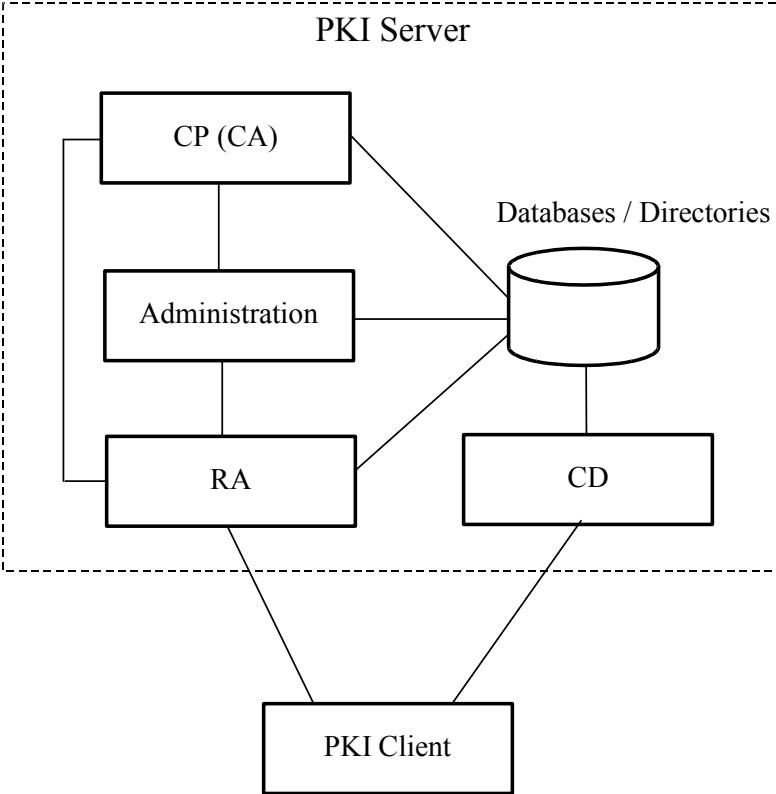 PKI Server
CP (CA)
Databases / Directories
Administration
RA
CD
PKI Client